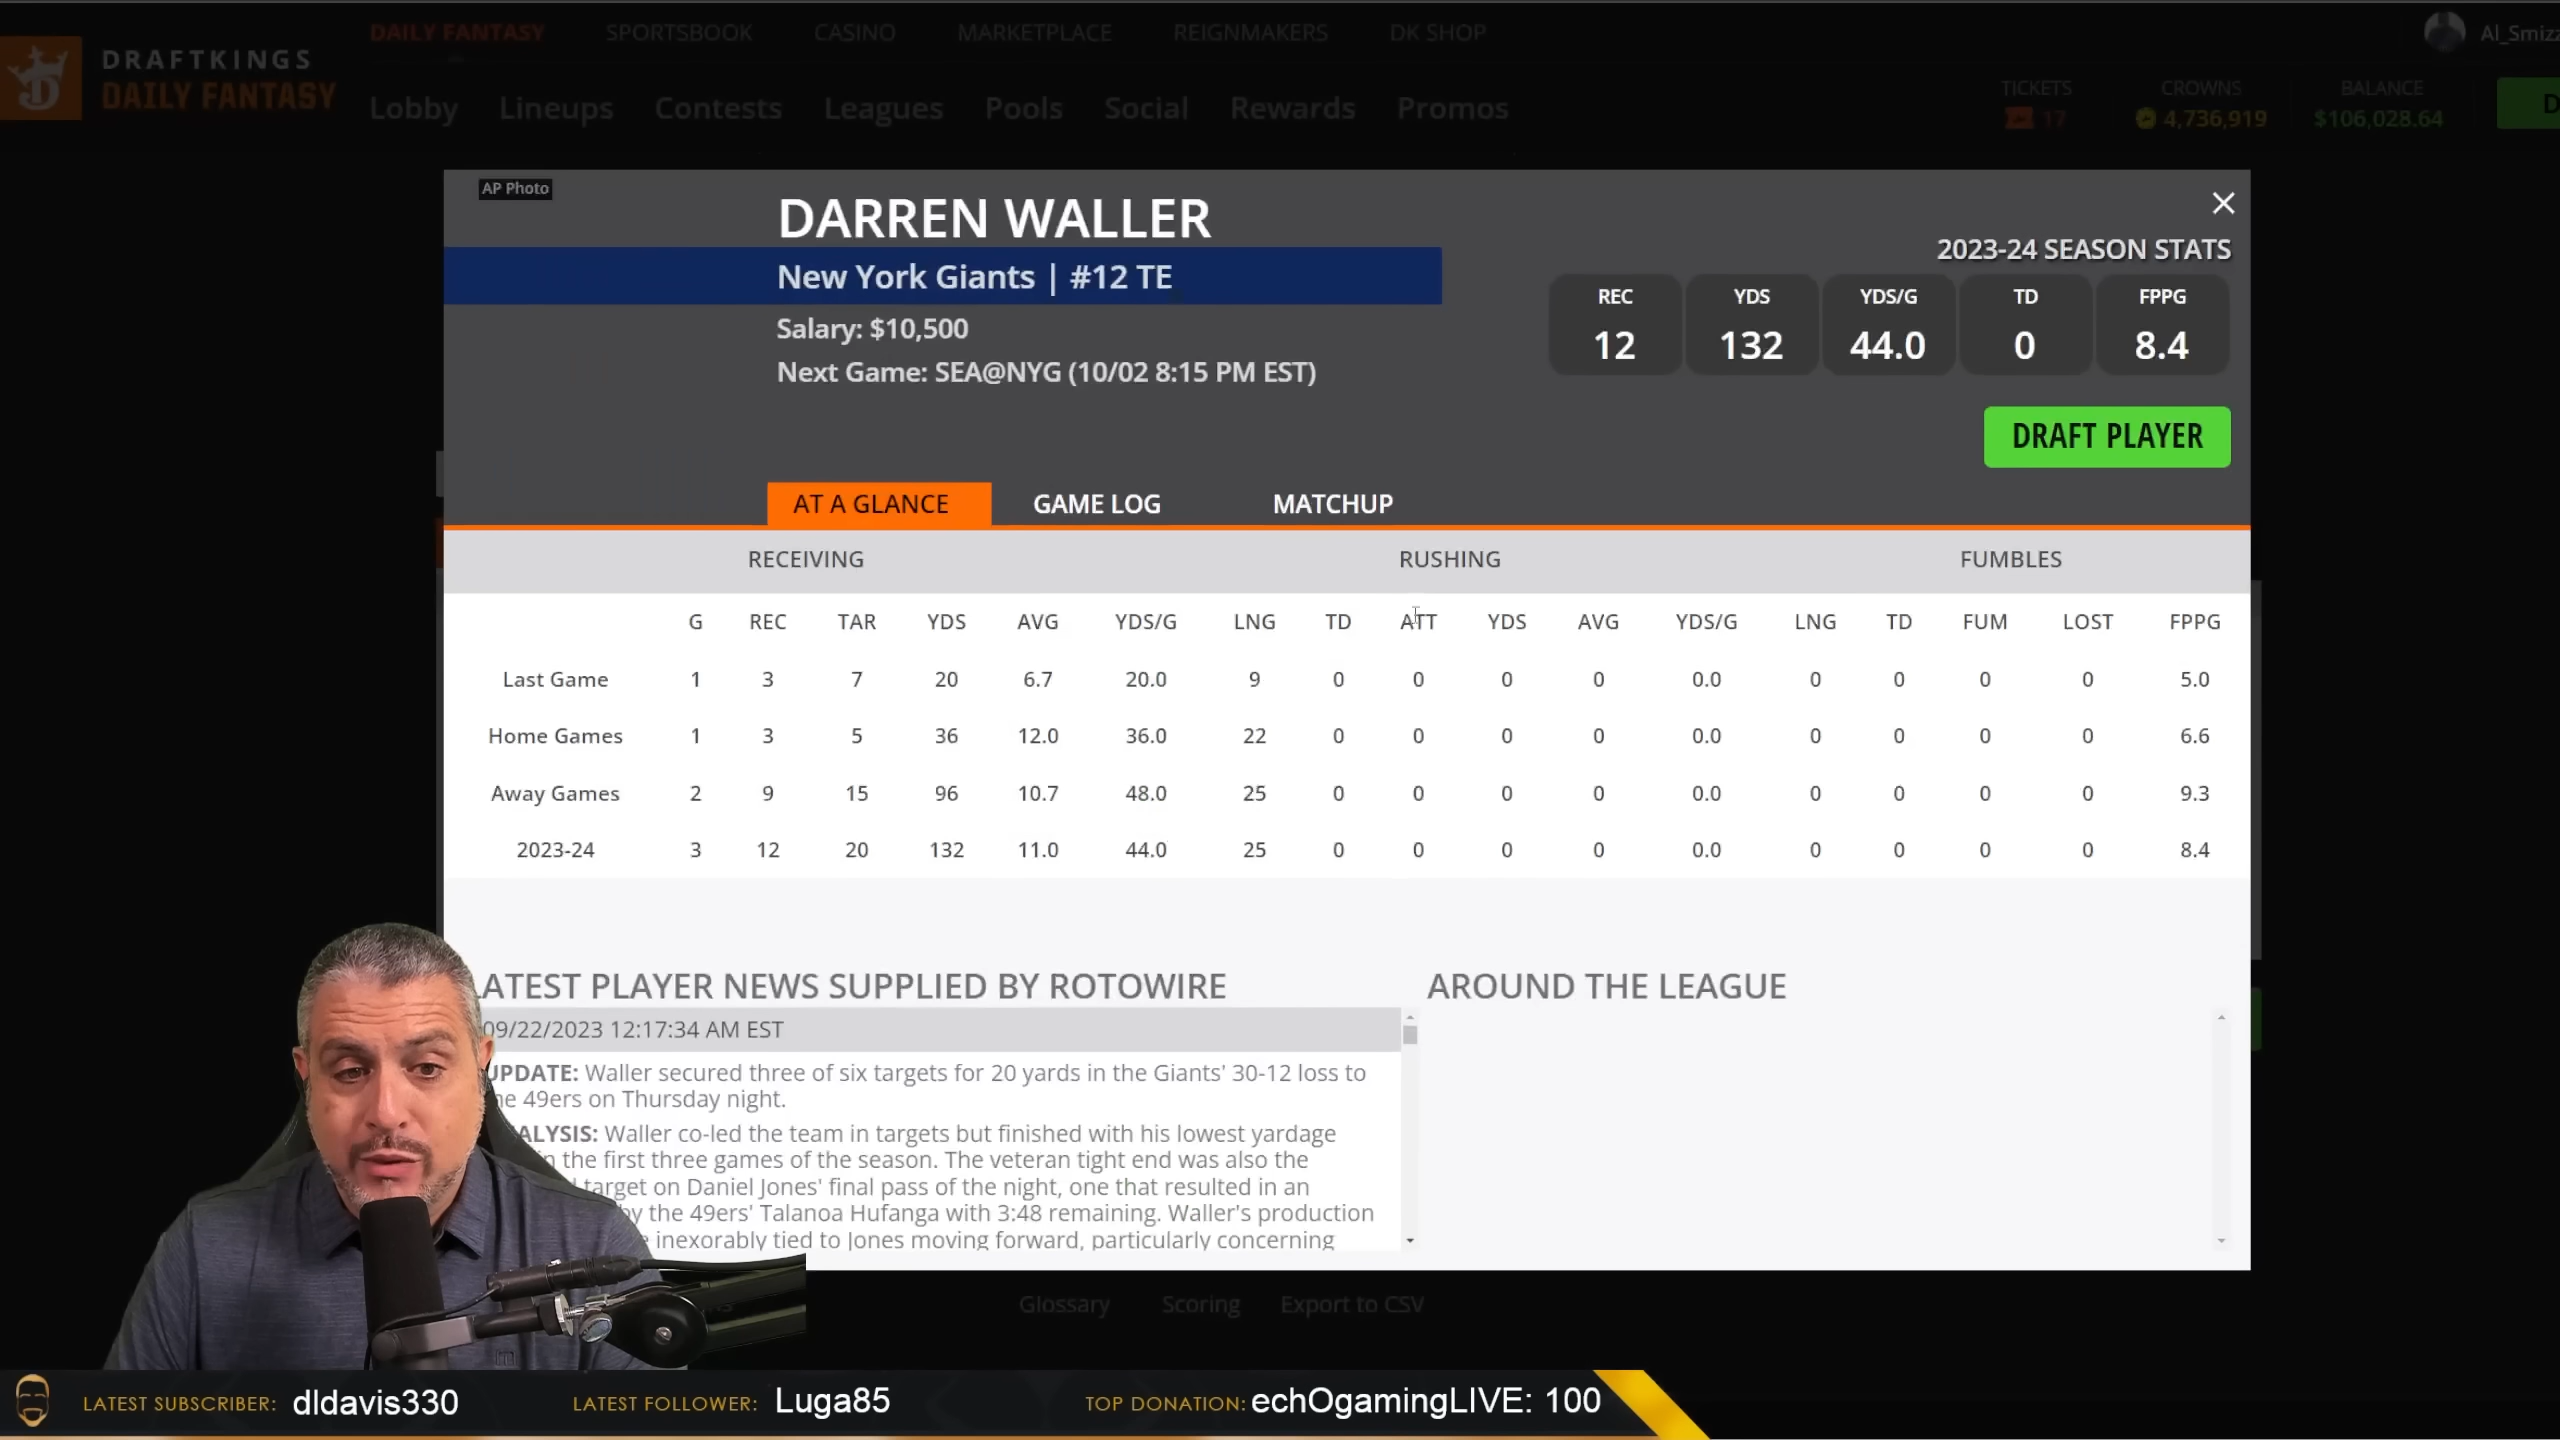 DAILY FANTASY SPORTSBOOK CASINO MARKETPLACE REIGNMAKERS DK SHOP
Al_Smizz
DRAFTKINGS
DAILY FANTASY
Lobby Lineups Contests Leagues Pools Social Rewards Promos
TICKETS CROWNS BALANCE
17 4,736,919 $106,028.64
D
AP Photo
DARREN WALLER
New York Giants | #12 TE
Salary: $10,500
Next Game: SEA@NYG (10/02 8:15 PM EST)
2023-24 SEASON STATS
REC YDS YDS/G TD FPPG
12 132 44.0 0 8.4
DRAFT PLAYER
AT A GLANCE GAME LOG MATCHUP
RECEIVING RUSHING FUMBLES
G REC TAR YDS AVG YDS/G LNG TD ATT YDS AVG YDS/G LNG TD FUM LOST FPPG
Last Game 1 3 7 20 6.7 20.0 9 0 0 0 0 0.0 0 0 0 0 5.0
Home Games 1 3 5 36 12.0 36.0 22 0 0 0 0 0.0 0 0 0 0 6.6
Away Games 2 9 15 96 10.7 48.0 25 0 0 0 0 0.0 0 0 0 0 9.3
2023-24 3 12 20 132 11.0 44.0 25 0 0 0 0 0.0 0 0 0 0 8.4
ATEST PLAYER NEWS SUPPLIED BY ROTOWIRE
09/22/2023 12:17:34 AM EST
UPDATE: Waller secured three of six targets for 20 yards in the Giants' 30-12 loss to
he 49ers on Thursday night.
ALYSIS: Waller co-led the team in targets but finished with his lowest yardage
in the first three games of the season. The veteran tight end was also the
target on Daniel Jones' final pass of the night, one that resulted in an
by the 49ers' Talanoa Hufanga with 3:48 remaining. Waller's production
e inexorably tied to Jones moving forward, particularly concerning
AROUND THE LEAGUE
Glossary Scoring Export to CSV
LATEST SUBSCRIBER: dldavis330
LATEST FOLLOWER: Luga85
TOP DONATION: echOgamingLIVE: 100